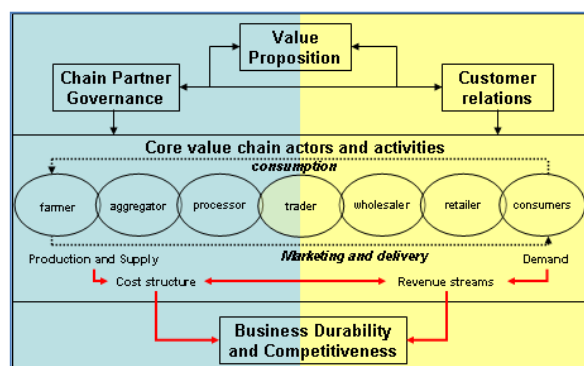 Value
Proposition
Chain Partner
Governance
Customer
relations
Core value chain actors and activities
consumption
farmer
aggregator
processor
trader
wholesaler
retailer
consumers
Marketing and delivery
Production and Supply
Demand
Cost structure
Revenue streams
Business Durability
and Competitiveness